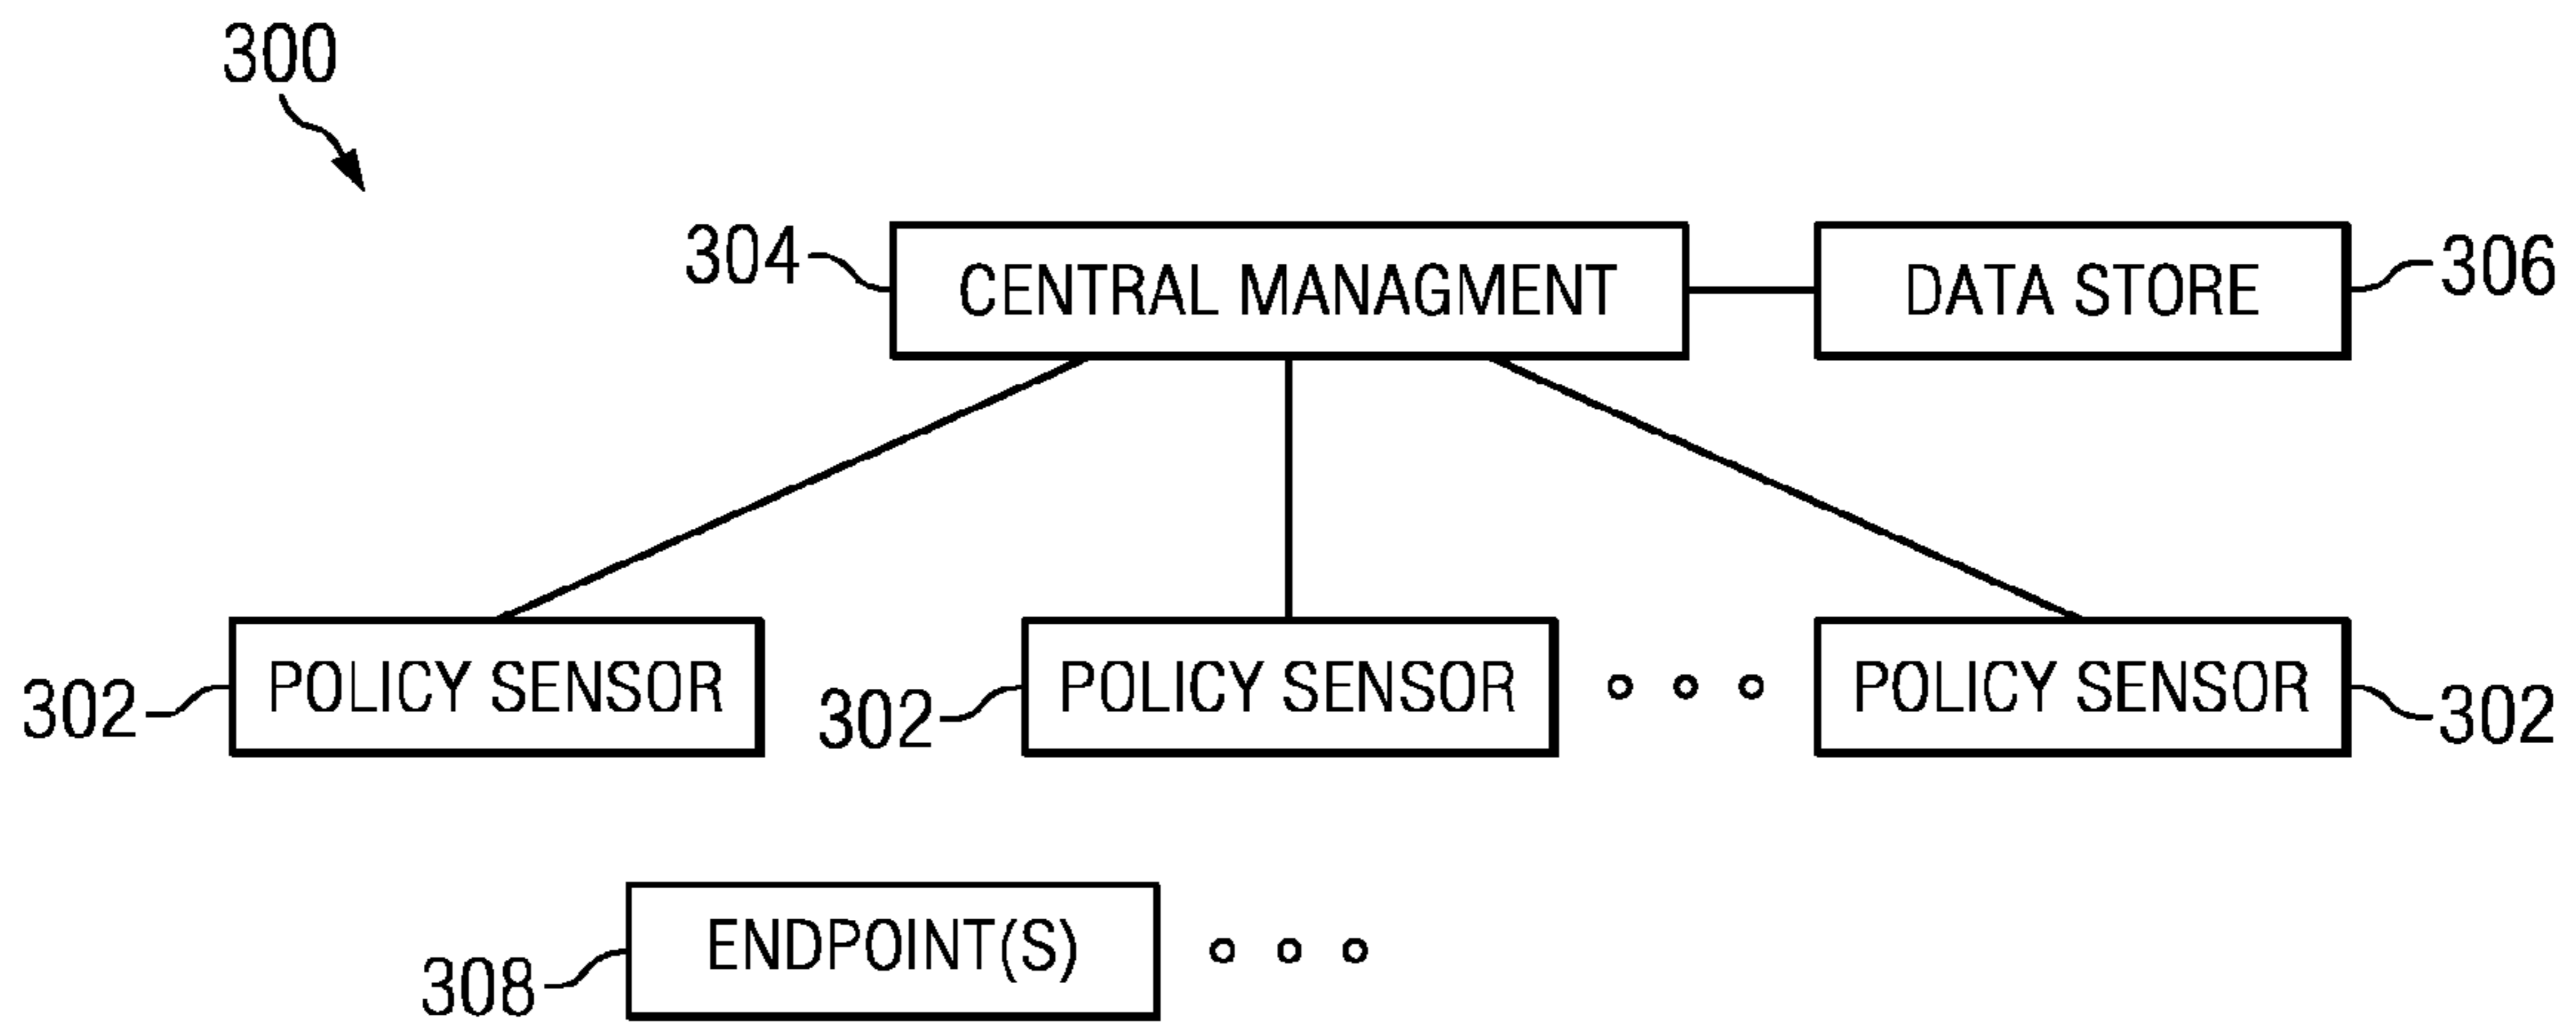 300
304 CENTRAL MANAGMENT DATA STORE 306
302 POLICY SENSOR 302 POLICY SENSOR POLICY SENSOR 302
308 ENDPOINT(S)